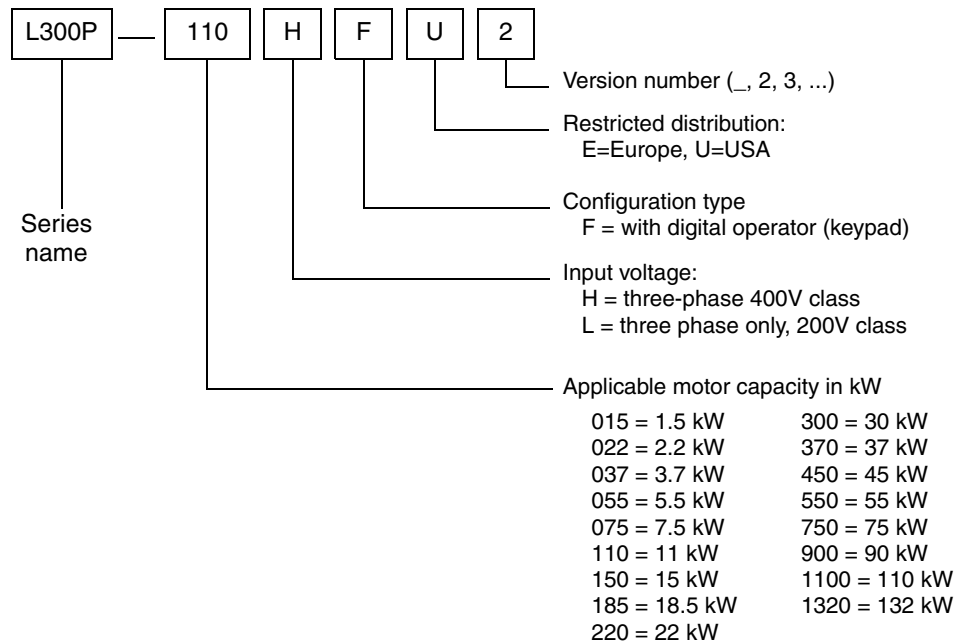 L300P — 110 H F U 2
Version number (_, 2, 3, ...)
Restricted distribution:
E=Europe, U=USA
Configuration type
F = with digital operator (keypad)
Series
name
Input voltage:
H = three-phase 400V class
L = three phase only, 200V class
Applicable motor capacity in kW
015 = 1.5 kW
022 = 2.2 kW
037 = 3.7 kW
055 = 5.5 kW
075 = 7.5 kW
110 = 11 kW
150 = 15 kW
185 = 18.5 kW
220 = 22 kW
300 = 30 kW
370 = 37 kW
450 = 45 kW
550 = 55 kW
750 = 75 kW
900 = 90 kW
1100 = 110 kW
1320 = 132 kW